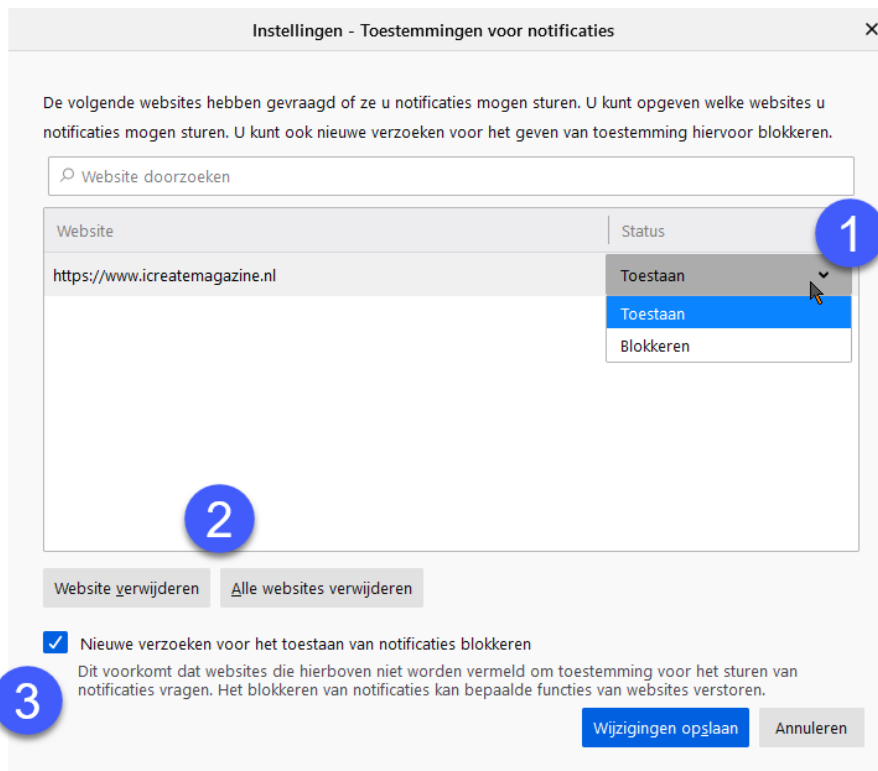 Instellingen - Toestemmingen voor notificaties
De volgende websites hebben gevraagd of ze u notificaties mogen sturen. U kunt opgeven welke websites u
notificaties mogen sturen. U kunt ook nieuwe verzoeken voor het geven van toestemming hiervoor blokkeren.
Website doorzoeken
Website Status 1
https://www.icreatemagazine.nl Toestaan
Toestaan
Blokkeren
2
Website verwijderen Alle websites verwijderen
Nieuwe verzoeken voor het toestaan van notificaties blokkeren
Dit voorkomt dat websites die hierboven niet worden vermeld om toestemming voor het sturen van
notificaties vragen. Het blokkeren van notificaties kan bepaalde functies van websites verstoren.
3
Wijzigingen opslaan Annuleren